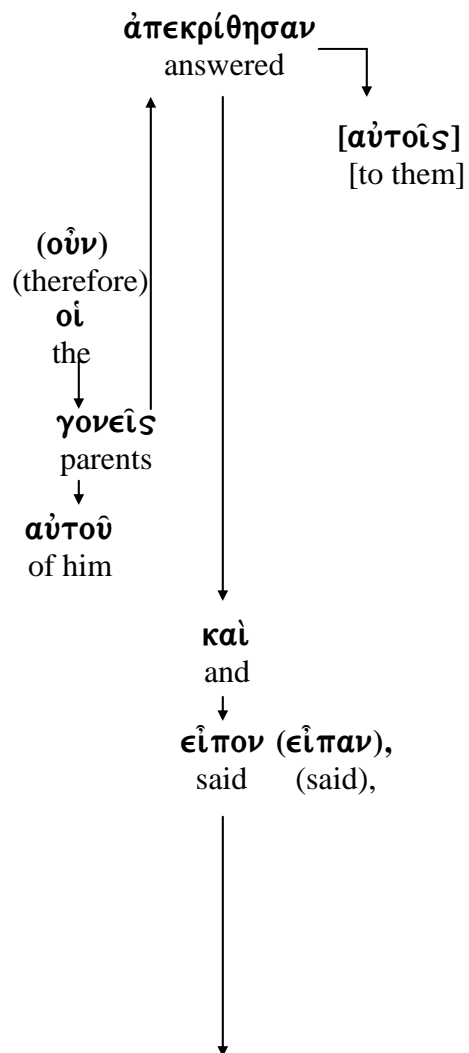 ἀπεκρίθησαν
answered
[αὐτοῖς]
[to them]
(οὖν)
(therefore)
οἱ
the
γονεῖς
parents
αὐτοῦ
of him
καὶ
and
εἶπον (εἶπαν),
said (said),